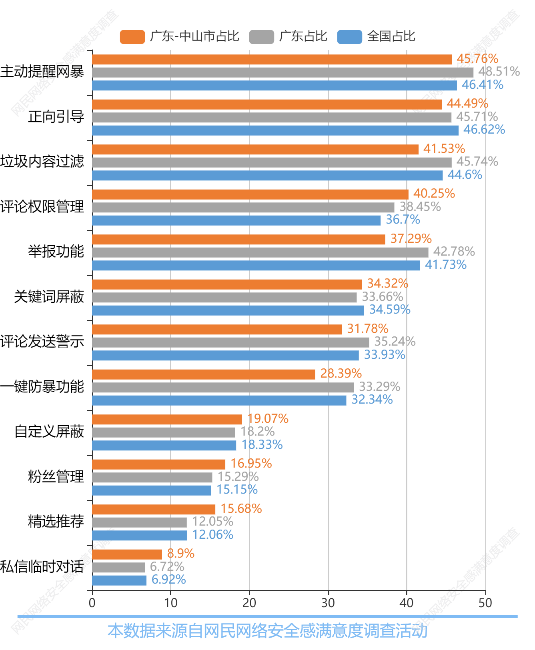 广东-中山市占比 广东占比 全国占比
主动提醒网暴 45.76% 48.51% 46.41%
正向引导 44.49% 45.71% 46.62%
垃圾内容过滤 41.53% 45.74% 44.6%
评论权限管理 40.25% 38.45% 36.7%
举报功能 37.29% 42.78% 41.73%
关键词屏蔽 34.32% 33.66% 34.59%
评论发送警示 31.78% 35.24% 33.93%
一键防暴功能 28.39% 33.29% 32.34%
自定义屏蔽 19.07% 18.2% 18.33%
粉丝管理 16.95% 15.29% 15.15%
精选推荐 15.68% 12.05% 12.06%
私信临时对话 8.9% 6.72% 6.92%
0 10 20 30 40 50
本数据来源自网民网络安全感满意度调查活动